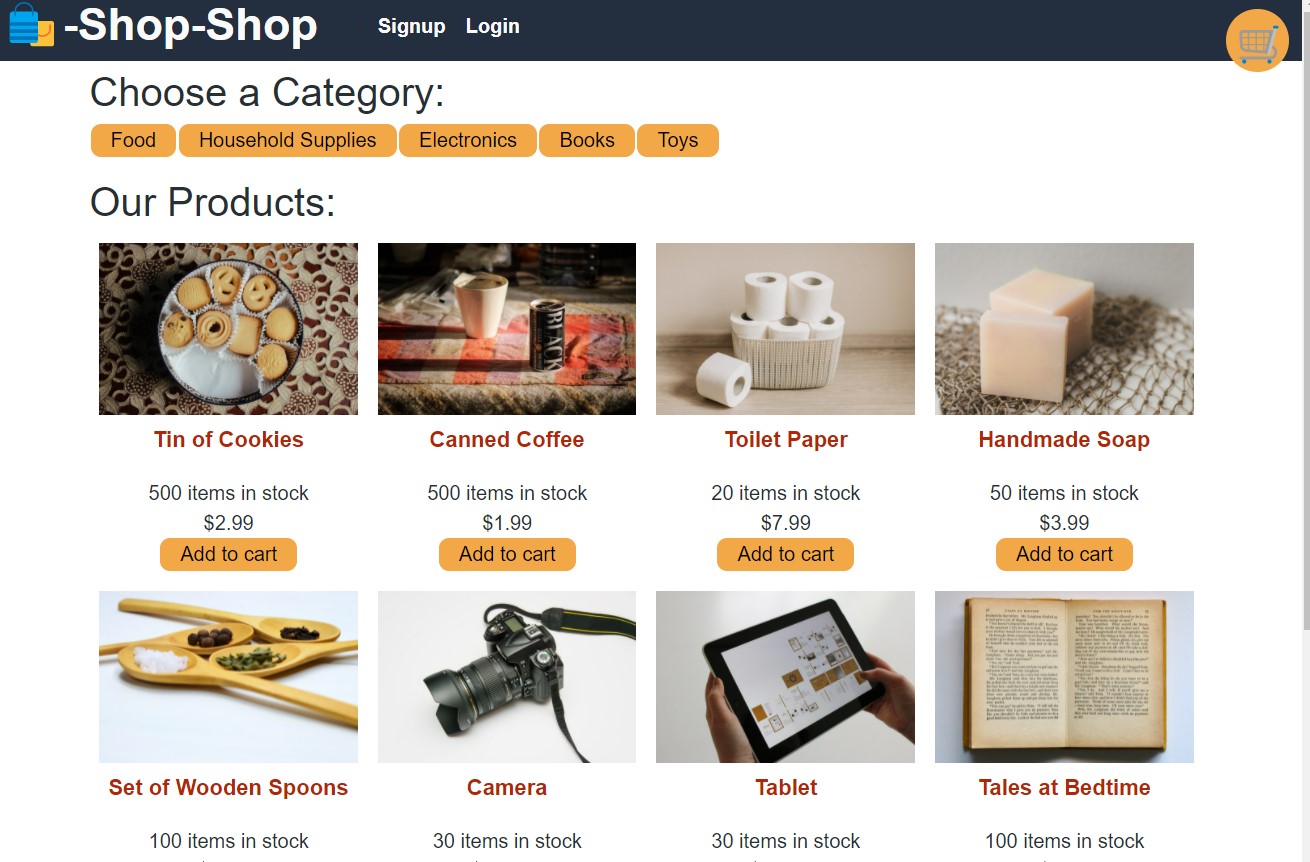 -Shop-Shop
Signup Login
Choose a Category:
Food Household Supplies Electronics Books Toys
Our Products:
BLACK
Tin of Cookies Canned Coffee Toilet Paper Handmade Soap
500 items in stock 500 items in stock 20 items in stock 50 items in stock
$2.99 $1.99 $7.99 $3.99
Add to cart Add to cart Add to cart Add to cart
Set of Wooden Spoons Camera Tablet Tales at Bedtime
100 items in stock 30 items in stock 30 items in stock 100 items in stock